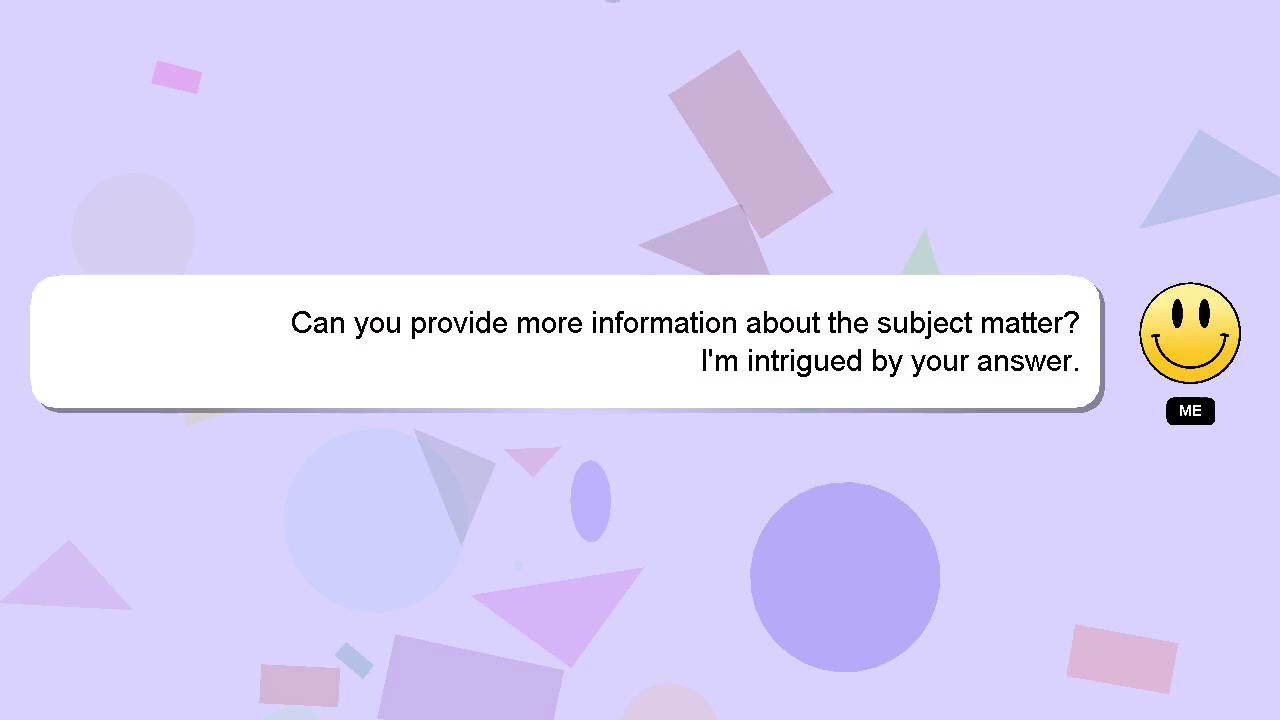 Can you provide more information about the subject matter?
I'm intrigued by your answer.
ME